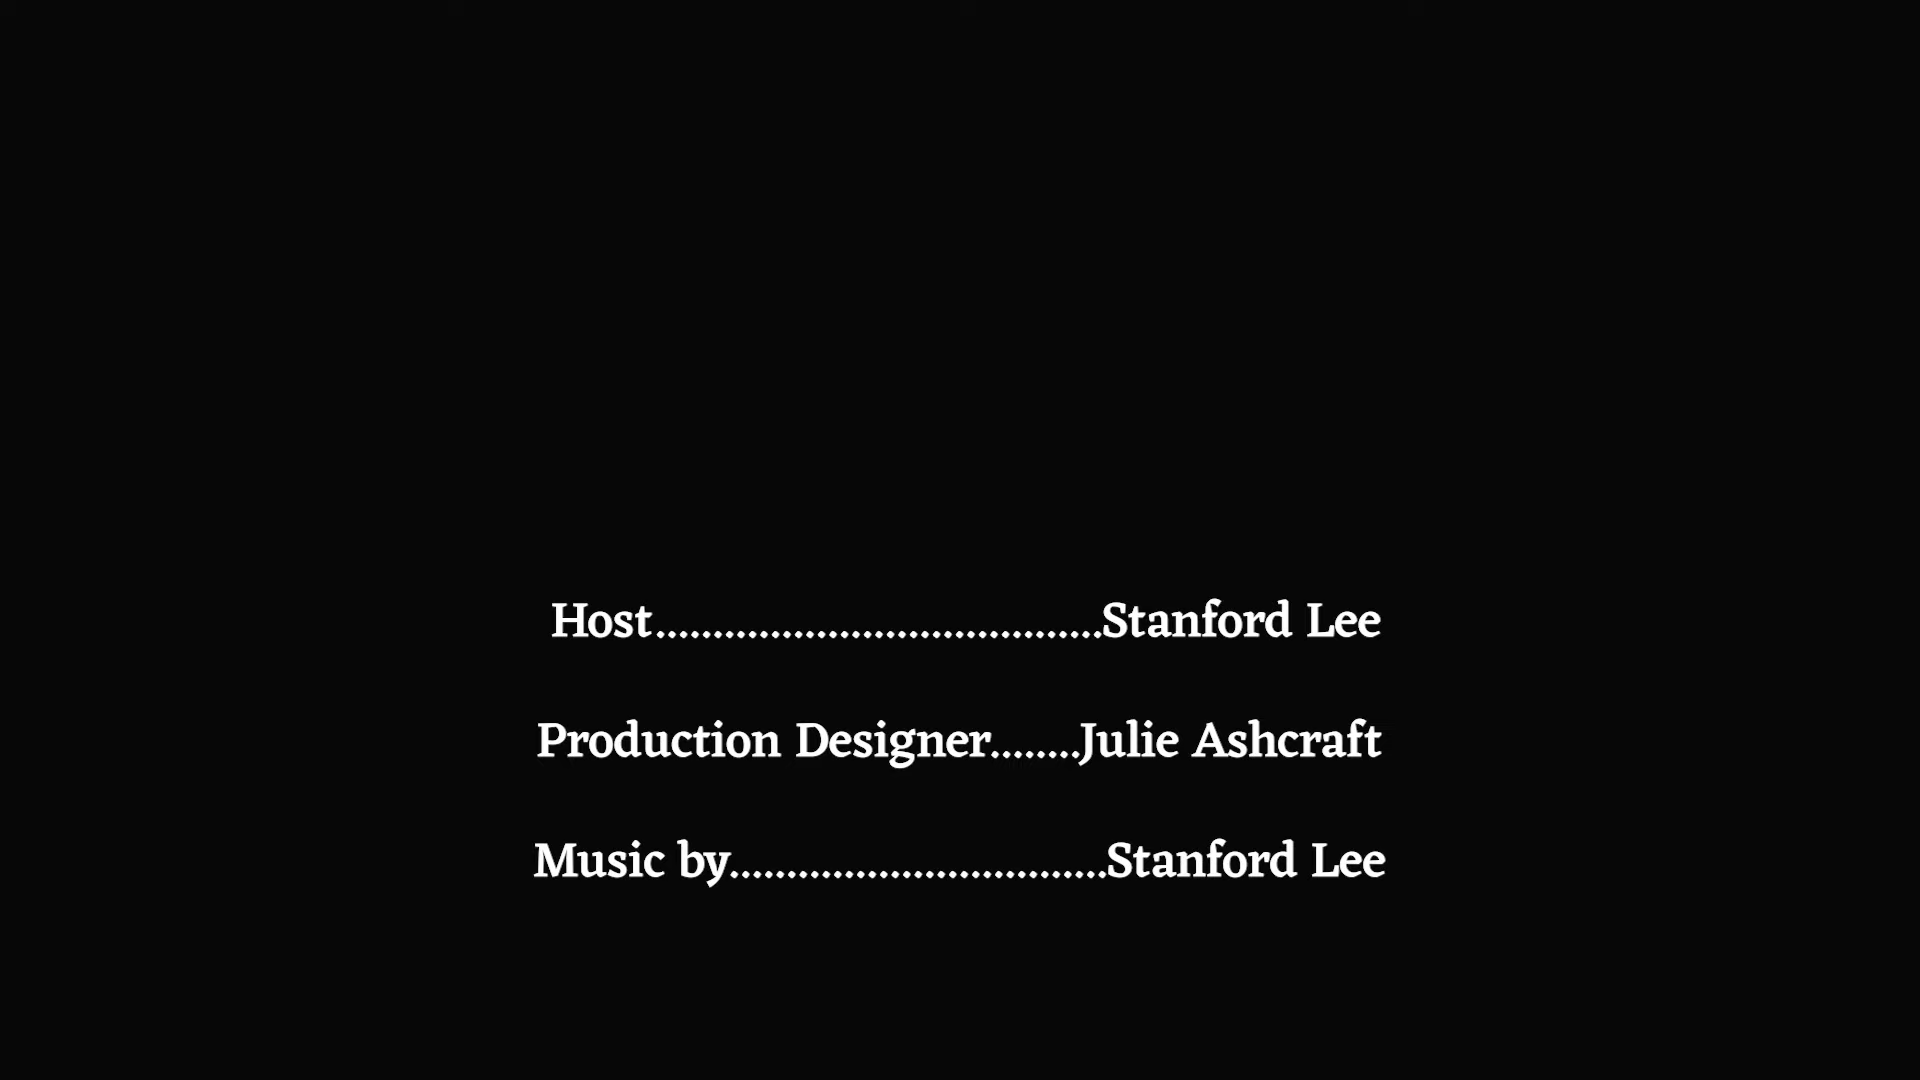 Host.......................................Stanford Lee
Production Designer........Julie Ashcraft
Music by.................................Stanford Lee